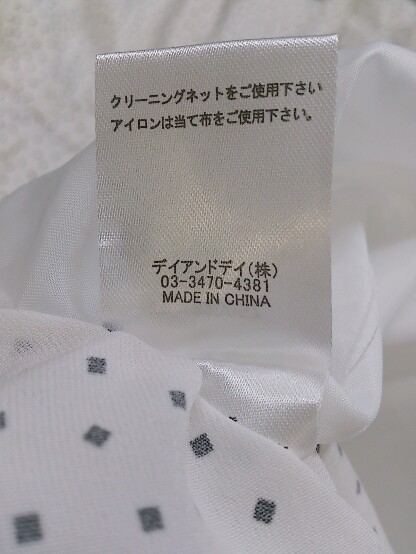 クリーニングネットをご使用下さい
アイロンは当て布をご使用下さい。
デイアンドデイ(株)
03-3470-4381
MADE IN CHINA